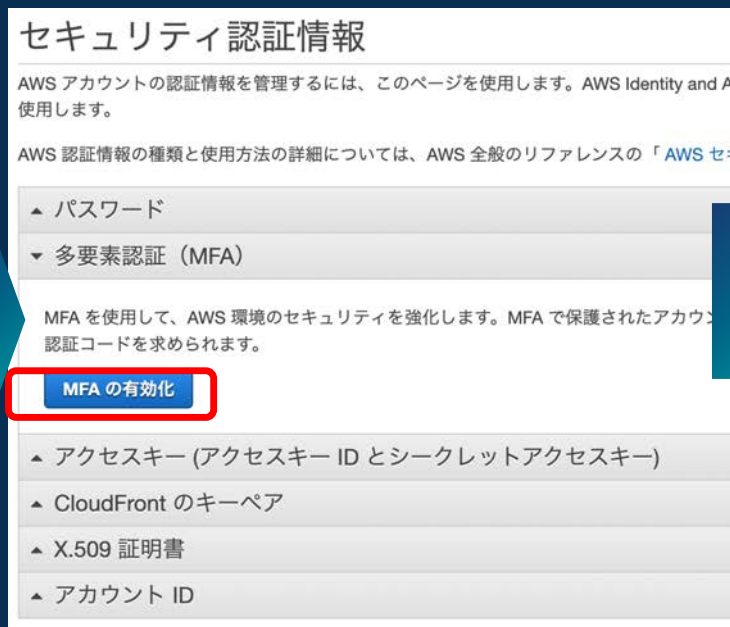 セキュリティ認証情報
AWS アカウントの認証情報を管理するには、このページを使用します。AWS Identity and
使用します。
AWS 認証情報の種類と使用方法の詳細については、AWS 全般のリファレンスの「 AWS セ
パスワード
多要素認証（MFA）
MFA を使用して、AWS 環境のセキュリティを強化します。MFA で保護されたアカウ
認証コードを求められます。
MFA の有効化
アクセスキー (アクセスキー ID とシークレットアクセスキー)
CloudFront のキーペア
X.509 証明書
アカウント ID